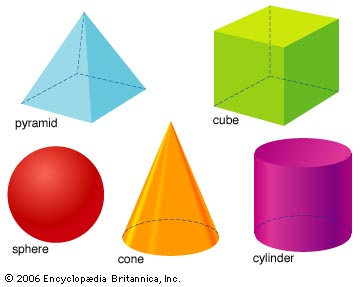 pyramid
cube
sphere
cone
cylinder
© 2006 Encyclopædia Britannica, Inc.